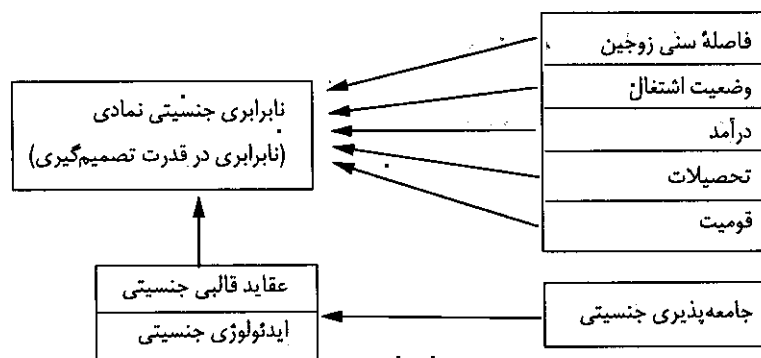 فاصلهٔ سنی زوجین
وضعیت اشتغال
درآمد
تحصیلات
قومیت
نابرابری جنسیتی نمادی
(نابرابری در قدرت تصمیم‌گیری)
عقاید قالبی جنسیتی
ایدئولوژی جنسیتی
جامعه‌پذیری جنسیتی